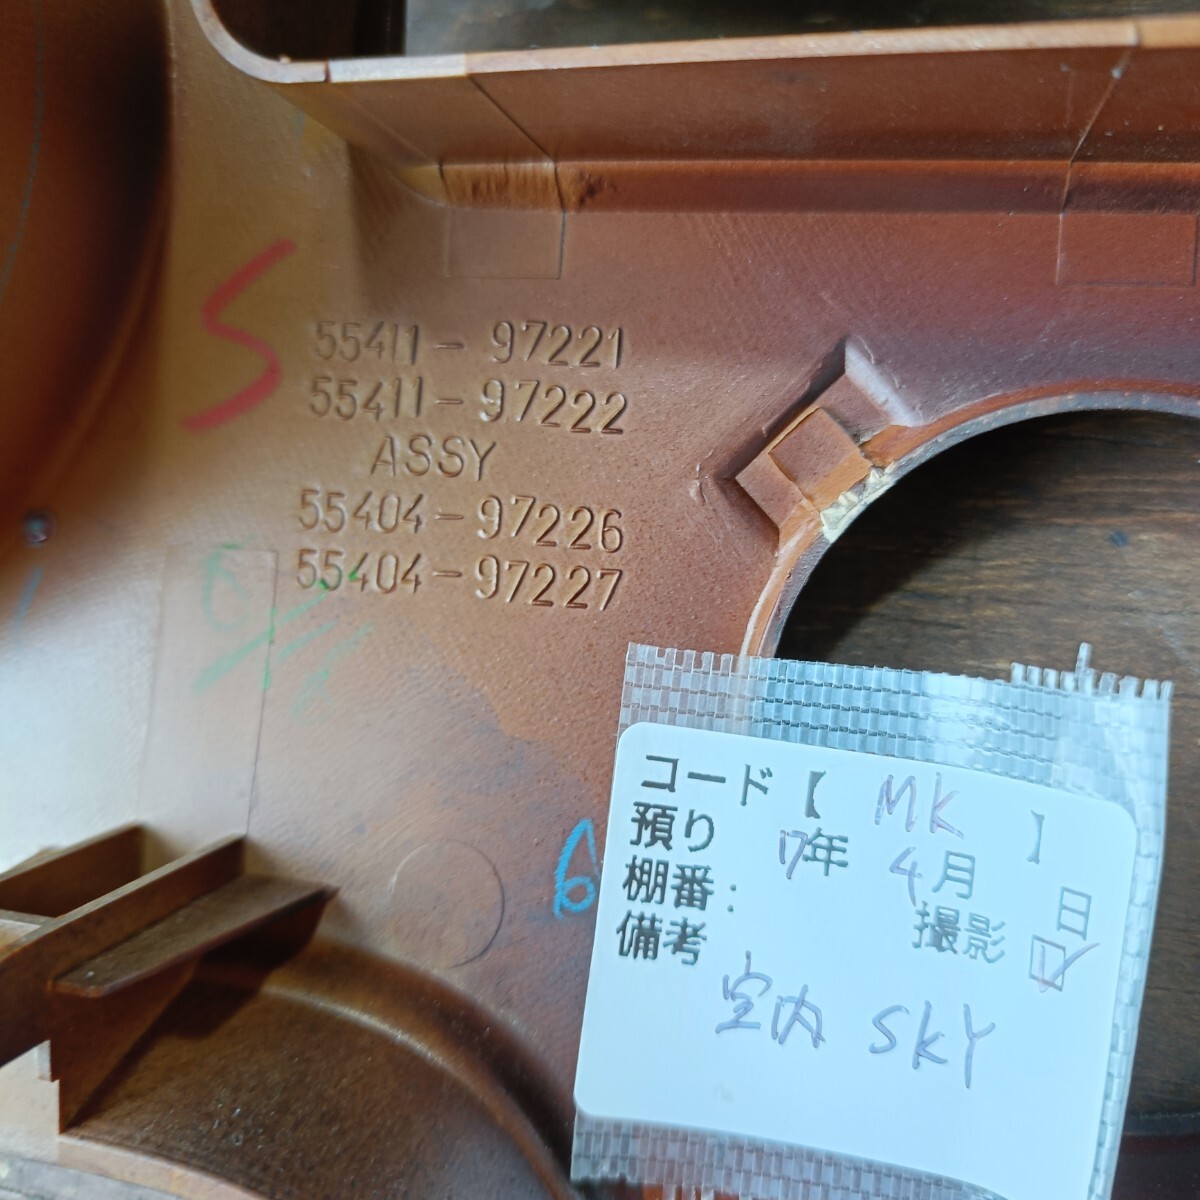 S
55411-97221
55411-97222
ASSY
55404-97226
55404-97227
6
コード【 MK 】
預り 17年 4月 日
棚番:
撮影 ☑
備考
室内 SKY